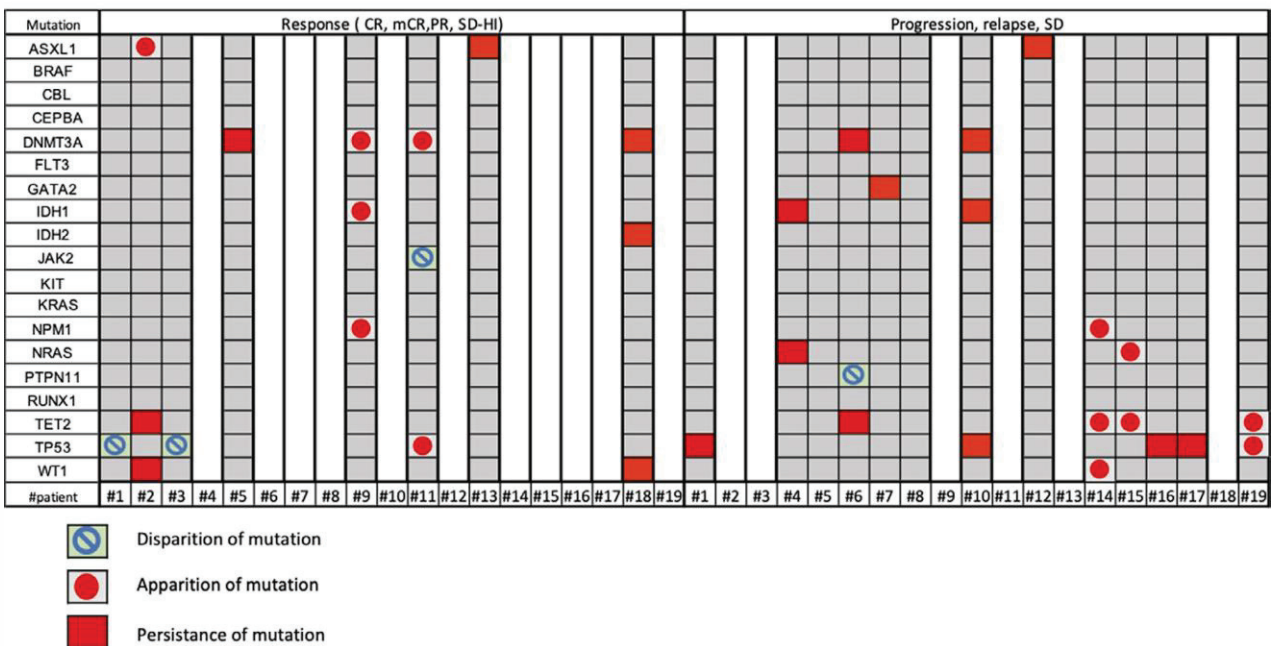 Mutation Response ( CR, mCR,PR, SD-HI) Progression, relapse, SD
ASXL1
BRAF
CBL
CEPBA
DNMT3A
FLT3
GATA2
IDH1
IDH2
JAK2
KIT
KRAS
NPM1
NRAS
PTPN11
RUNX1
TET2
TP53
WT1
#patient #1 #2 #3 #4 #5 #6 #7 #8 #9 #10 #11 #12 #13 #14 #15 #16 #17 #18 #19 #1 #2 #3 #4 #5 #6 #7 #8 #9 #10 #11 #12 #13 #14 #15 #16 #17 #18 #19
Disparition of mutation
Apparition of mutation
Persistance of mutation